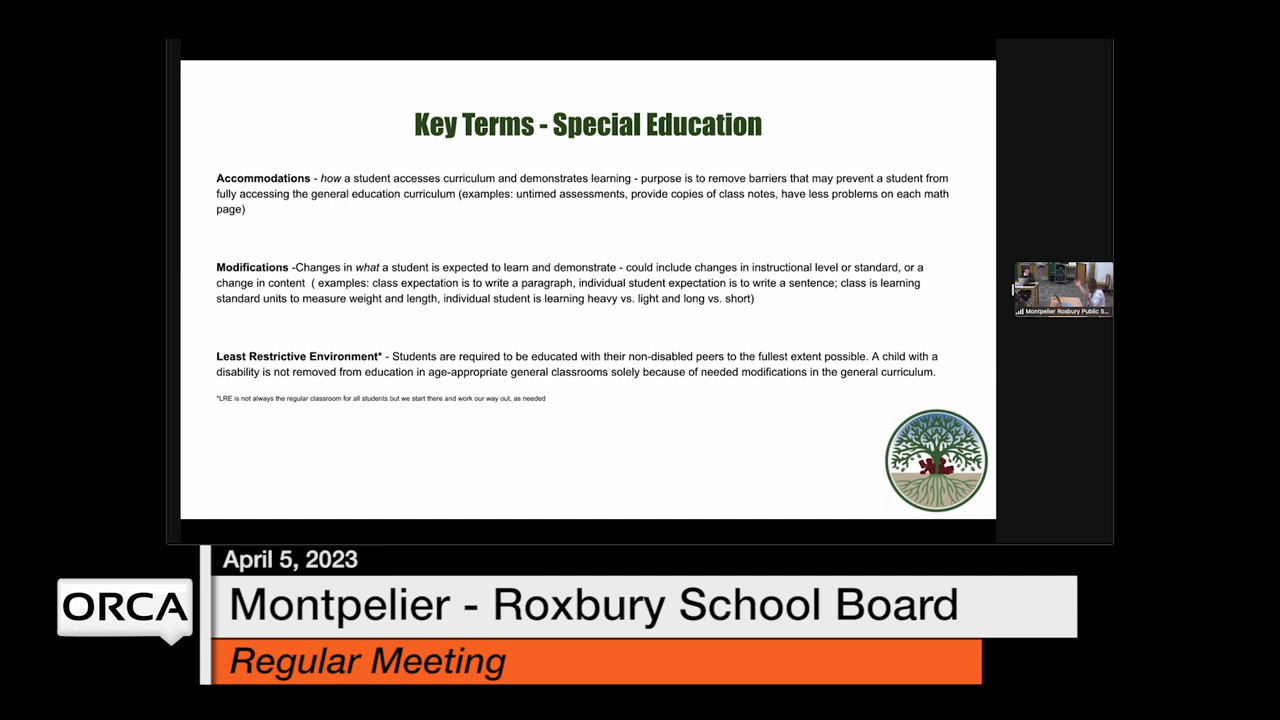 Key Terms - Special Education
Accommodations - how a student accesses curriculum and demonstrates learning - purpose is to remove barriers that may prevent a student from
fully accessing the general education curriculum (examples: untimed assessments, provide copies of class notes, have less problems on each math
page)
Modifications -Changes in what a student is expected to learn and demonstrate - could include changes in instructional level or standard, or a
change in content ( examples: class expectation is to write a paragraph, individual student expectation is to write a sentence; class is learning
standard units to measure weight and length, individual student is learning heavy vs. light and long vs. short)
Least Restrictive Environment* - Students are required to be educated with their non-disabled peers to the fullest extent possible. A child with a
disability is not removed from education in age-appropriate general classrooms solely because of needed modifications in the general curriculum.
*LRE is not always the regular classroom for all students but we start there and work our way out, as needed
Montpelier Roxbury Public S...
April 5, 2023
ORCA
Montpelier - Roxbury School Board
Regular Meeting